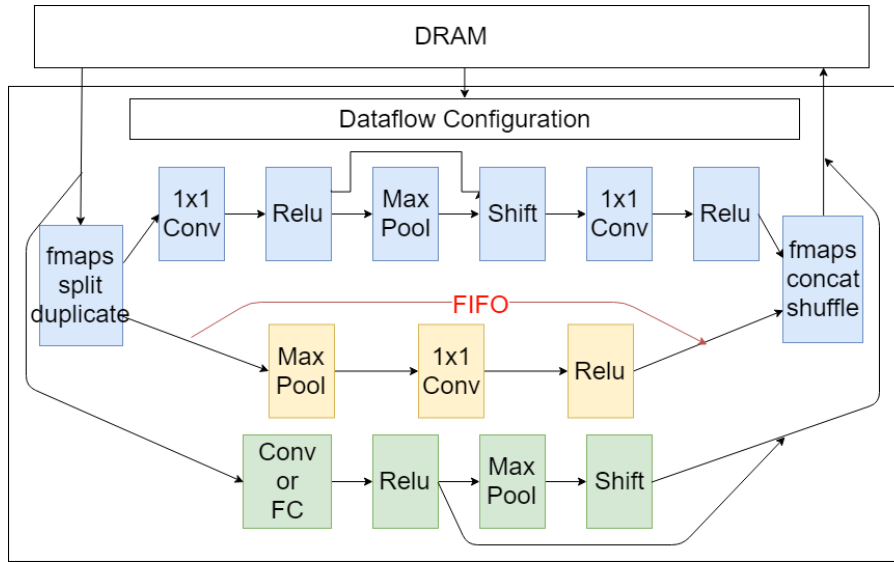 DRAM
Dataflow Configuration
1x1
Conv
Relu
Max
Pool
Shift
1x1
Conv
Relu
fmaps
split
duplicate
fmaps
concat
shuffle
FIFO
Max
Pool
1x1
Conv
Relu
Conv
or
FC
Relu
Max
Pool
Shift